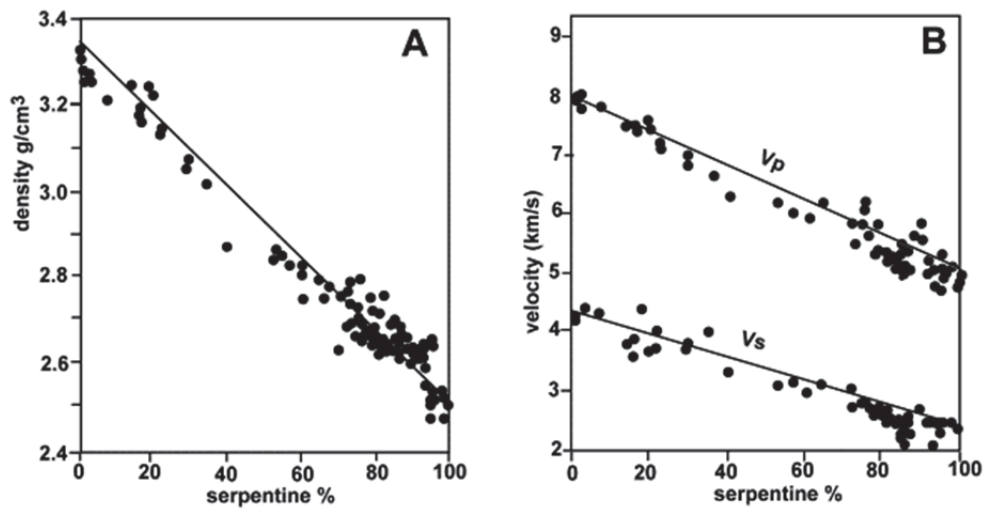 A
3.4
3.2
3.0
2.8
2.6
2.4
density g/cm3
0 20 40 60 80 100
serpentine %
B
9
8
7
6
5
4
3
2
velocity (km/s)
Vp
Vs
0 20 40 60 80 100
serpentine %